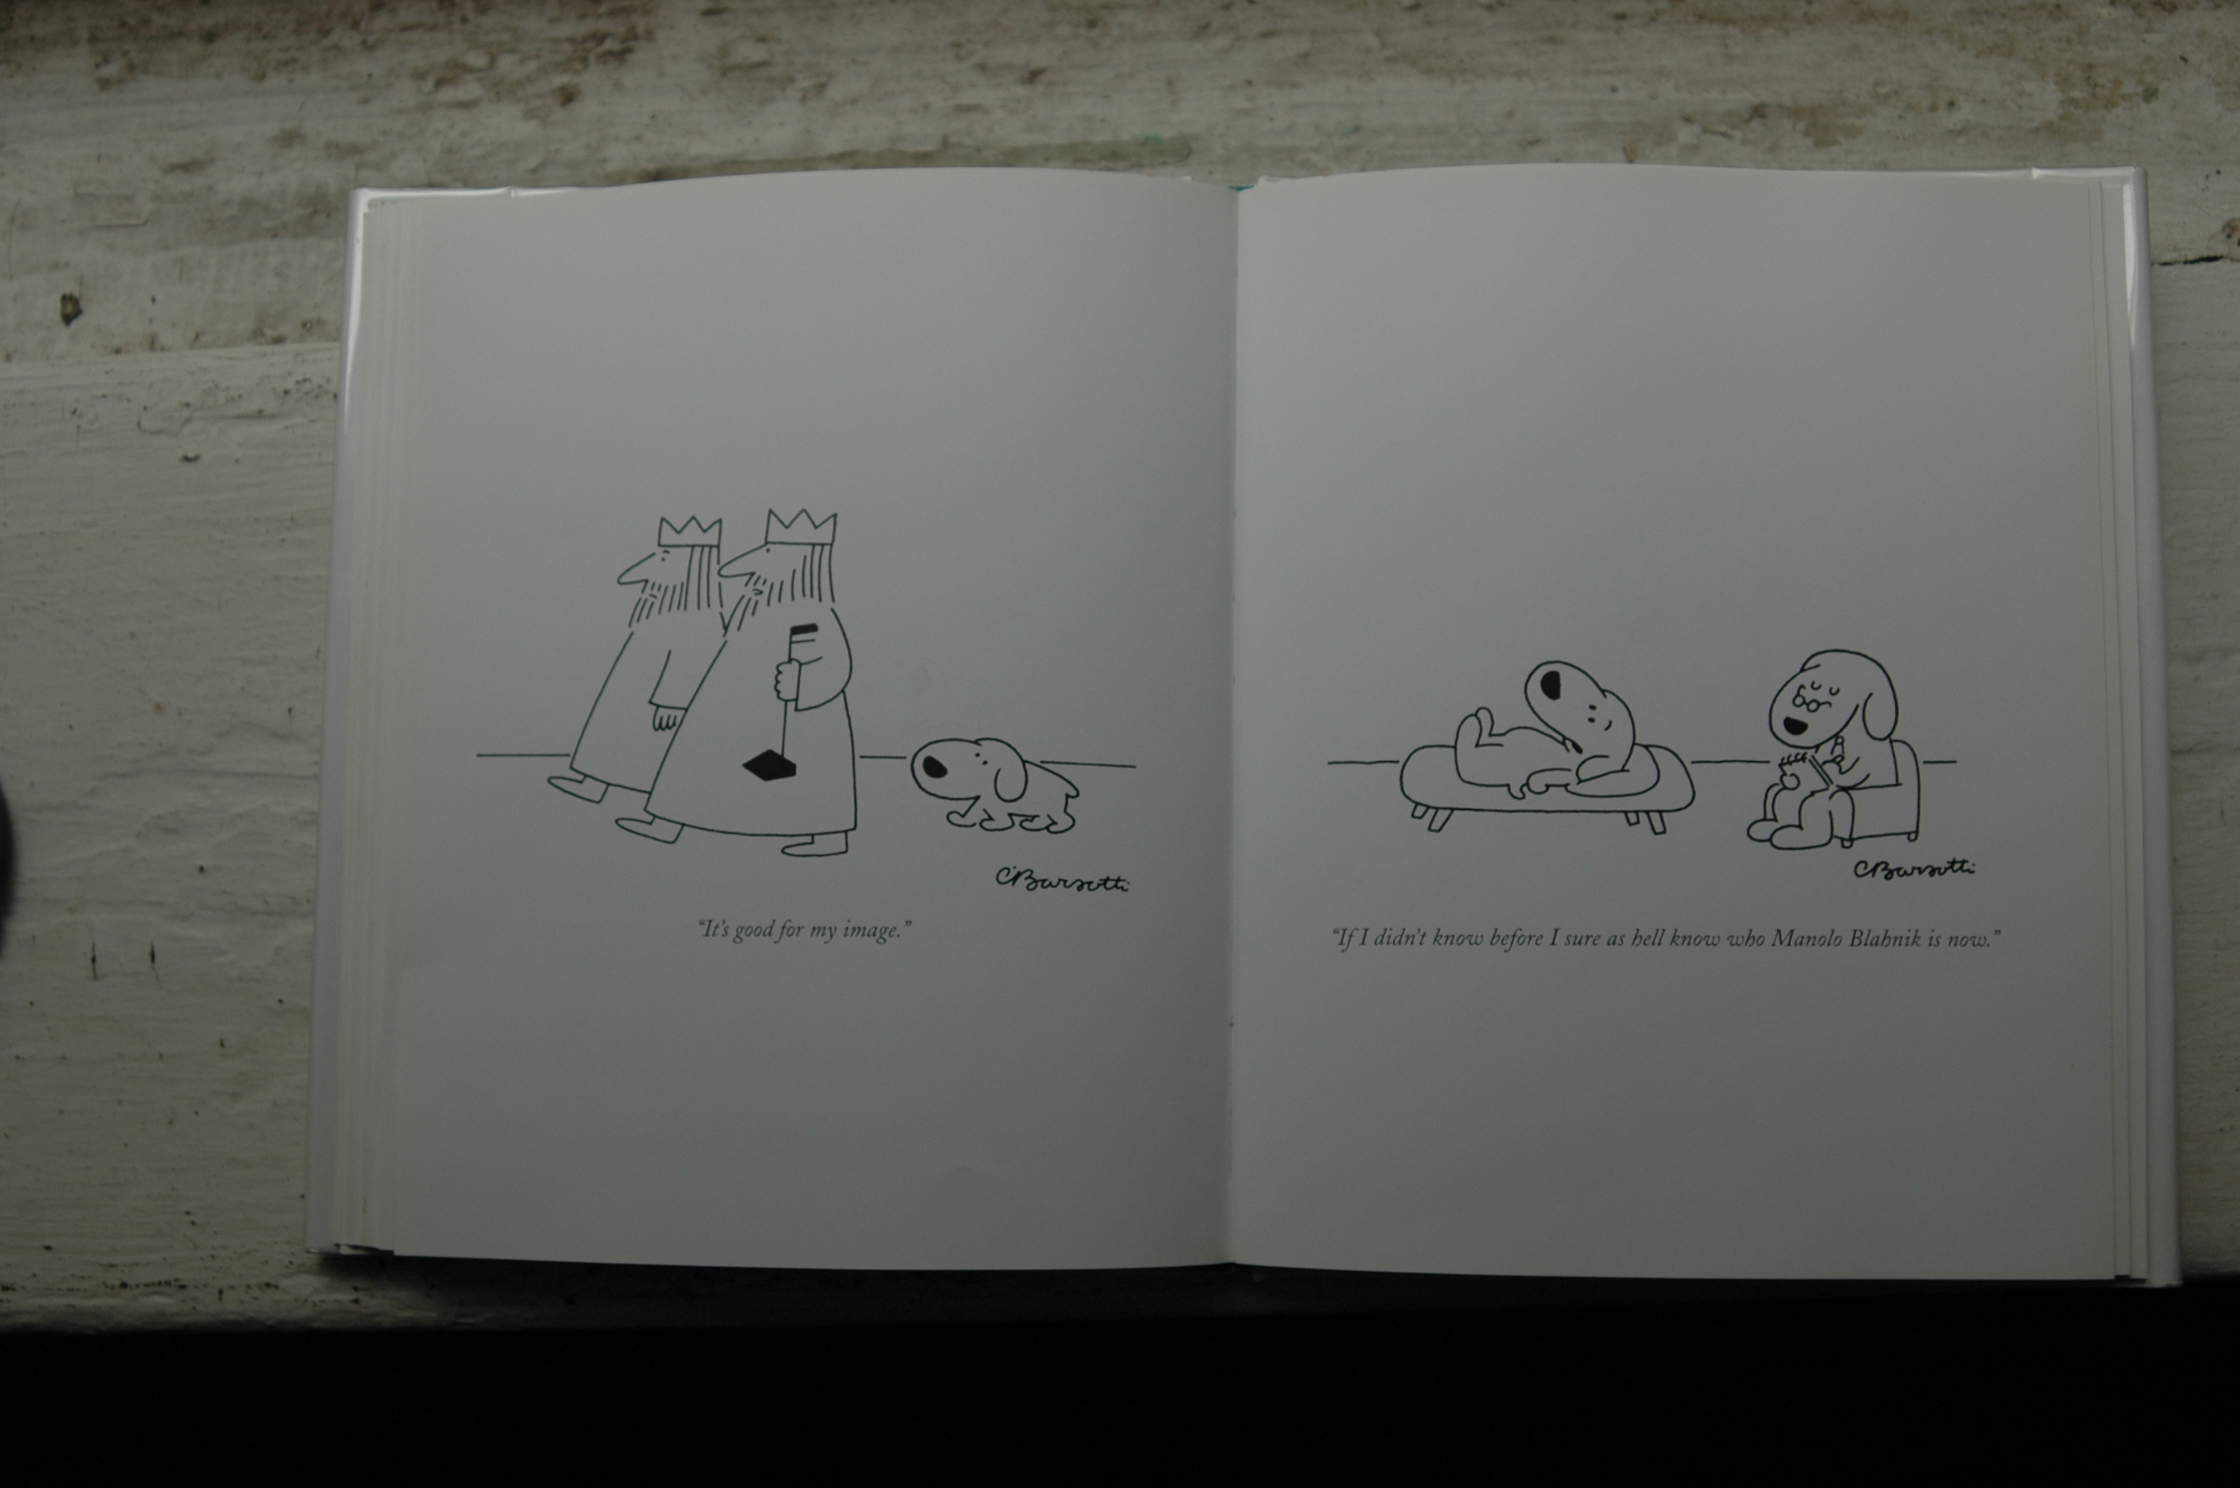 CBarsotti
“It's good for my image.”
CBarsotti
“If I didn't know before I sure as hell know who Manolo Blahnik is now.”